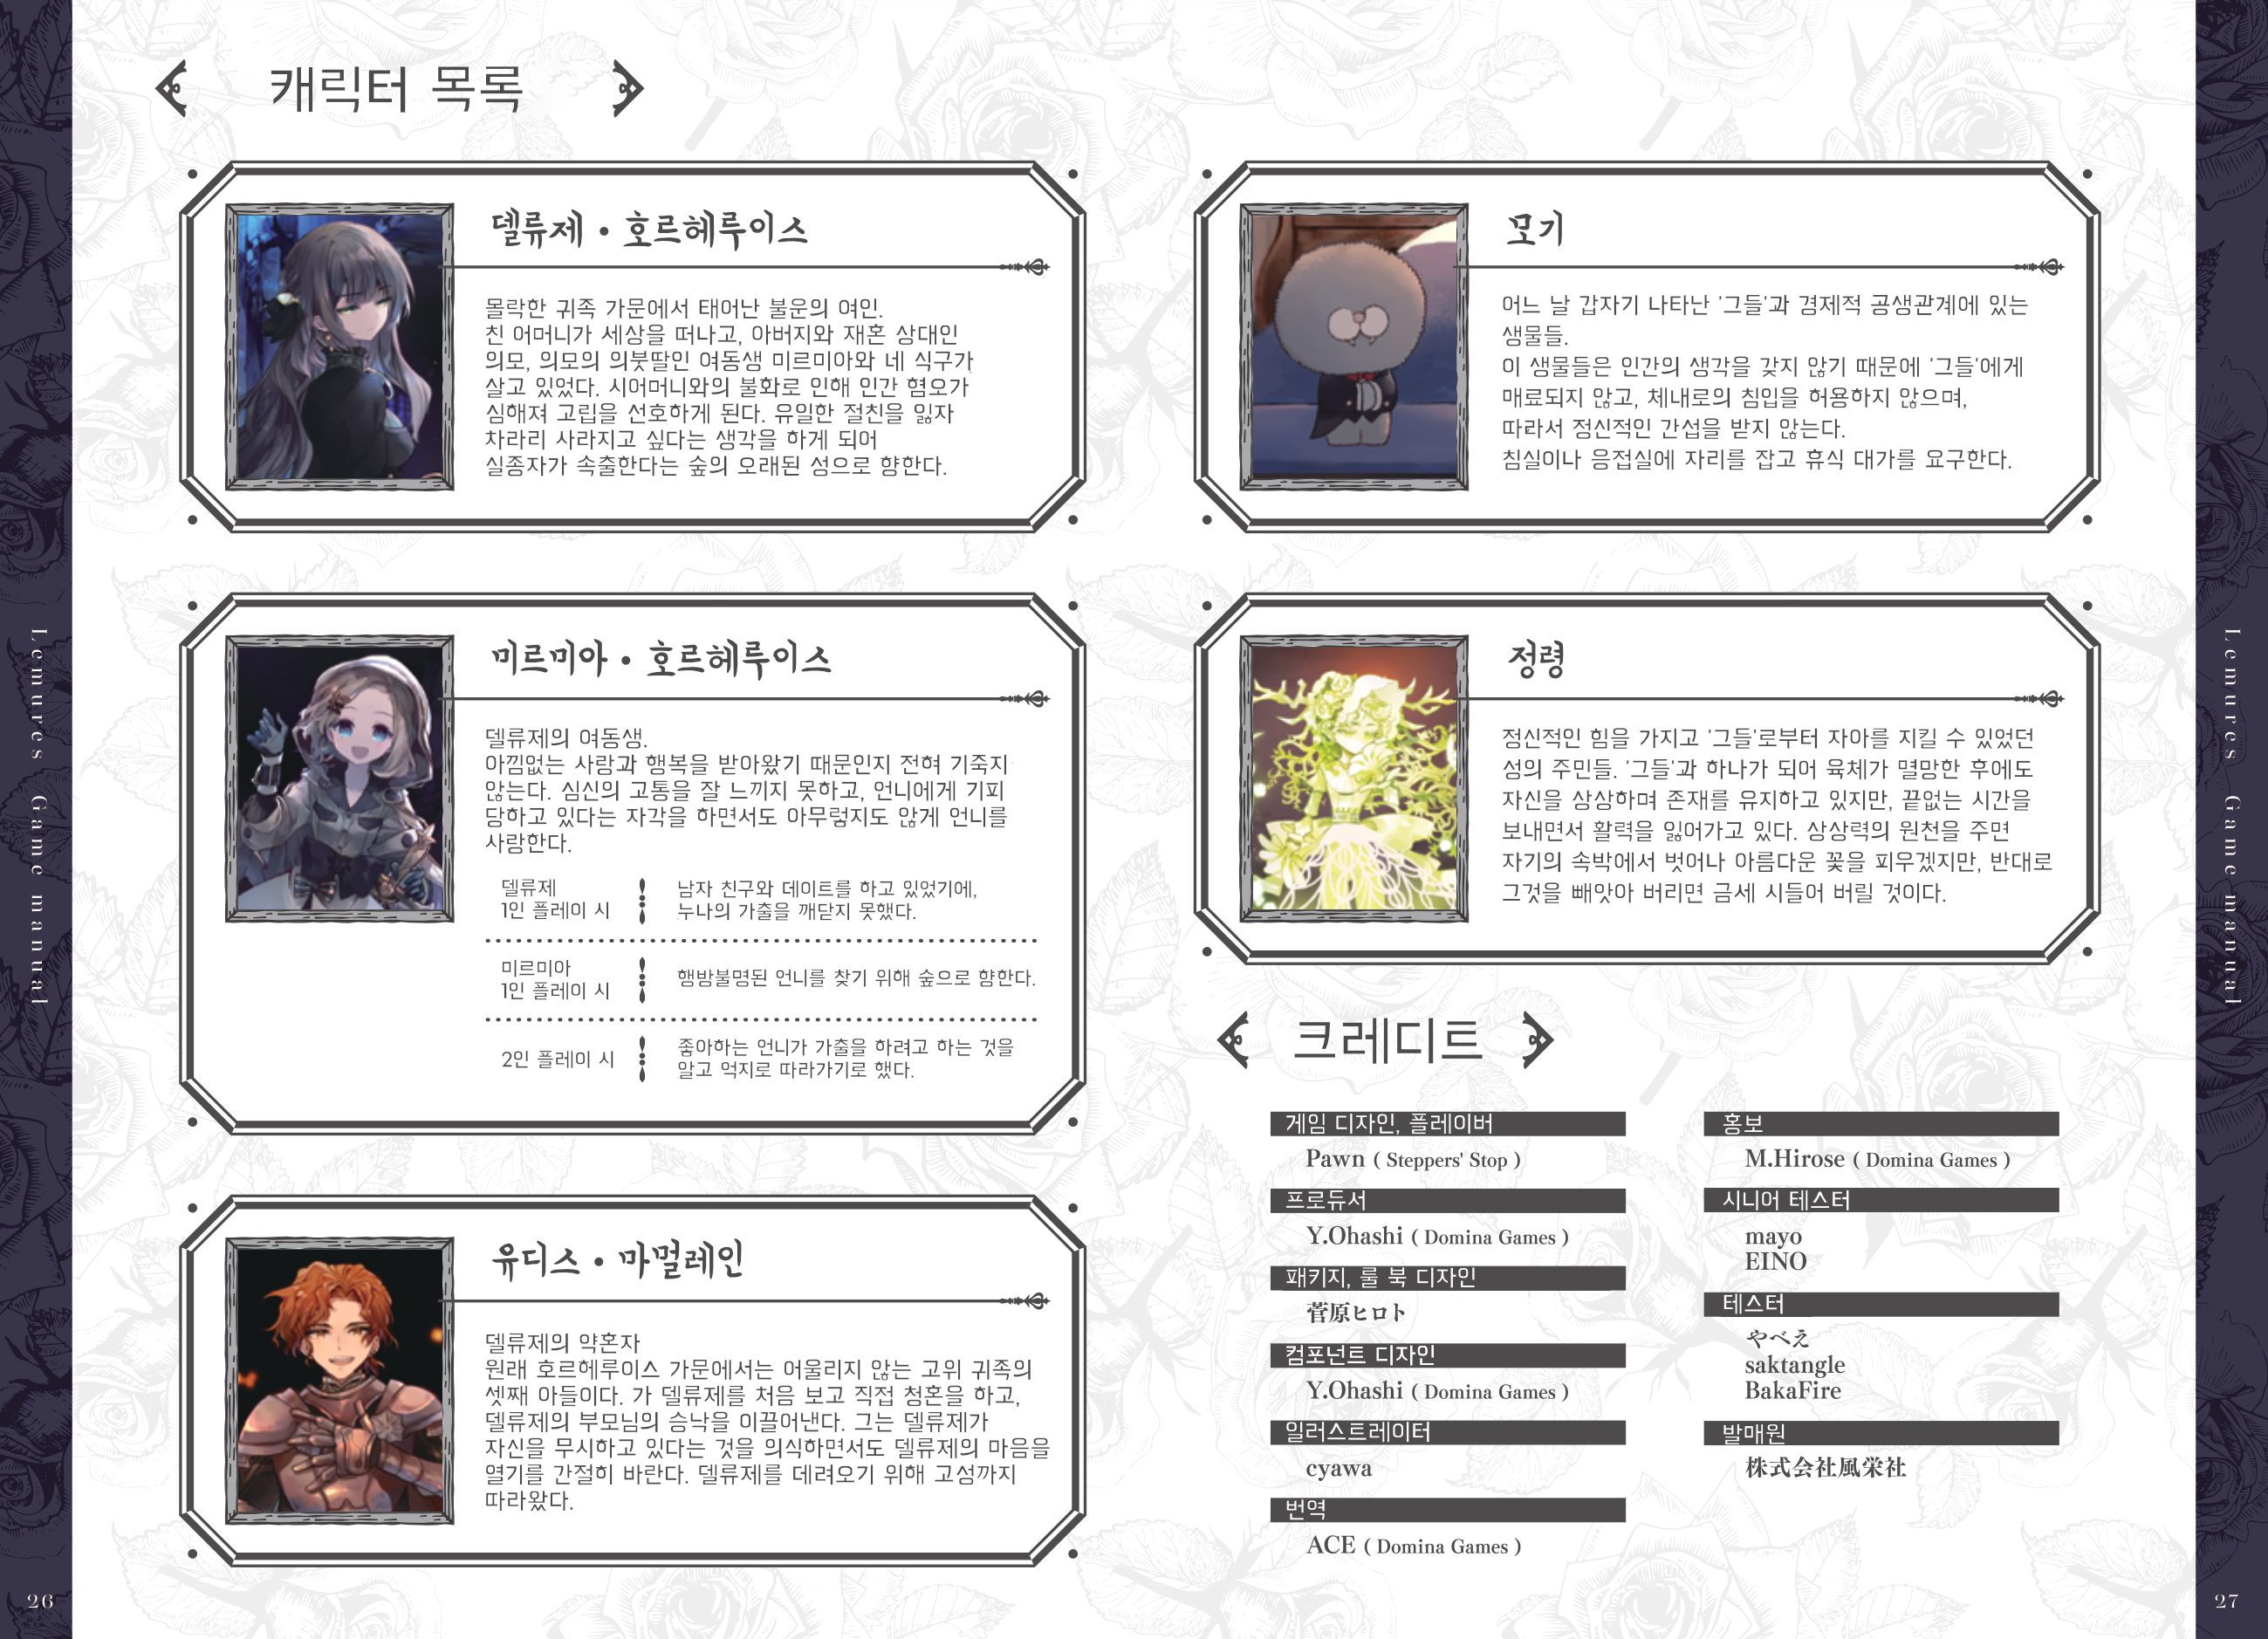 캐릭터 목록
델류제・호르헤루이스
몰락한 귀족 가문에서 태어난 불운의 여인.
친 어머니가 세상을 떠나고, 아버지와 재혼 상대인
의모, 의모의 의붓딸인 여동생 미르미아와 네 식구가
살고 있었다. 시어머니와의 불화로 인해 인간 혐오가
심해져 고립을 선호하게 된다. 유일한 절친을 잃자
차라리 사라지고 싶다는 생각을 하게 되어
실종자가 속출한다는 숲의 오래된 성으로 향한다.
미르미아・호르헤루이스
델류제의 여동생.
아낌없는 사랑과 행복을 받아왔기 때문인지 전혀 기죽지
않는다. 심신의 고통을 잘 느끼지 못하고, 언니에게 기피
당하고 있다는 자각을 하면서도 아무렇지도 않게 언니를
사랑한다.
델류제
1인 플레이 시
남자 친구와 데이트를 하고 있었기에,
누나의 가출을 깨닫지 못했다.
미르미아
1인 플레이 시
행방불명된 언니를 찾기 위해 숲으로 향한다.
2인 플레이 시
좋아하는 언니가 가출을 하려고 하는 것을
알고 억지로 따라가기로 했다.
유디스・마멀레인
델류제의 약혼자
원래 호르헤루이스 가문에서는 어울리지 않는 고위 귀족의
셋째 아들이다. 가 델류제를 처음 보고 직접 청혼을 하고,
델류제의 부모님의 승낙을 이끌어낸다. 그는 델류제가
자신을 무시하고 있다는 것을 의식하면서도 델류제의 마음을
열기를 간절히 바란다. 델류제를 데려오기 위해 고성까지
따라왔다.
Lemures Game manual
26
모기
어느 날 갑자기 나타난 '그들'과 경제적 공생관계에 있는
생물들.
이 생물들은 인간의 생각을 갖지 않기 때문에 '그들'에게
매료되지 않고, 체내로의 침입을 허용하지 않으며,
따라서 정신적인 간섭을 받지 않는다.
침실이나 응접실에 자리를 잡고 휴식 대가를 요구한다.
정령
정신적인 힘을 가지고 '그들'로부터 자아를 지킬 수 있었던
성의 주민들. '그들'과 하나가 되어 육체가 멸망한 후에도
자신을 상상하며 존재를 유지하고 있지만, 끝없는 시간을
보내면서 활력을 잃어가고 있다. 상상력의 원천을 주면
자기의 속박에서 벗어나 아름다운 꽃을 피우겠지만, 반대로
그것을 빼앗아 버리면 금세 시들어 버릴 것이다.
크레디트
게임 디자인, 플레이버
Pawn ( Steppers' Stop )
프로듀서
Y.Ohashi ( Domina Games )
패키지, 룰 북 디자인
菅原ヒロト
컴포넌트 디자인
Y.Ohashi ( Domina Games )
일러스트레이터
cyawa
번역
ACE ( Domina Games )
홍보
M.Hirose ( Domina Games )
시니어 테스터
mayo
EINO
테스터
やべえ
saktangle
BakaFire
발매원
株式会社風栄社
Lemures Game manual
27